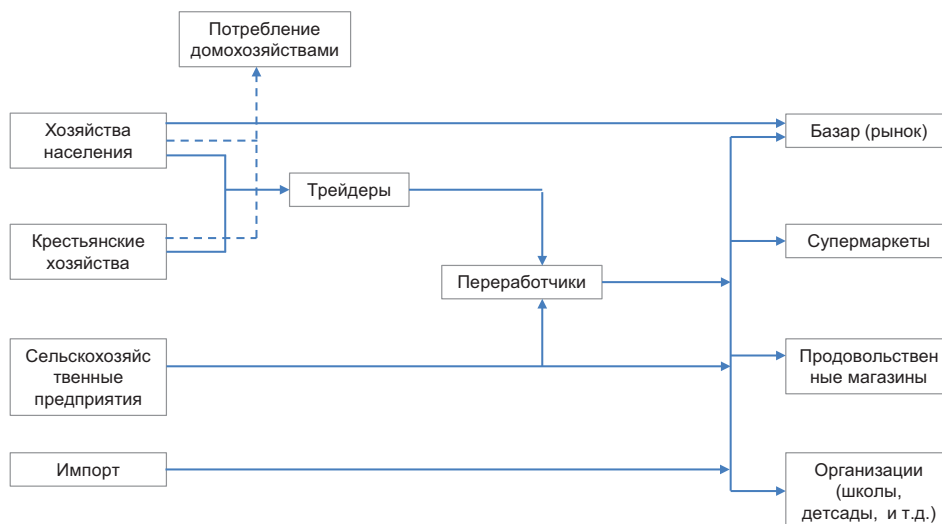 Потребление
домохозяйствами
Хозяйства
населения
Базар (рынок)
Трейдеры
Крестьянские
хозяйства
Супермаркеты
Переработчики
Сельскохозяйс
твенные
предприятия
Продовольствен
ные магазины
Импорт
Организации
(школы,
детсады, и т.д.)